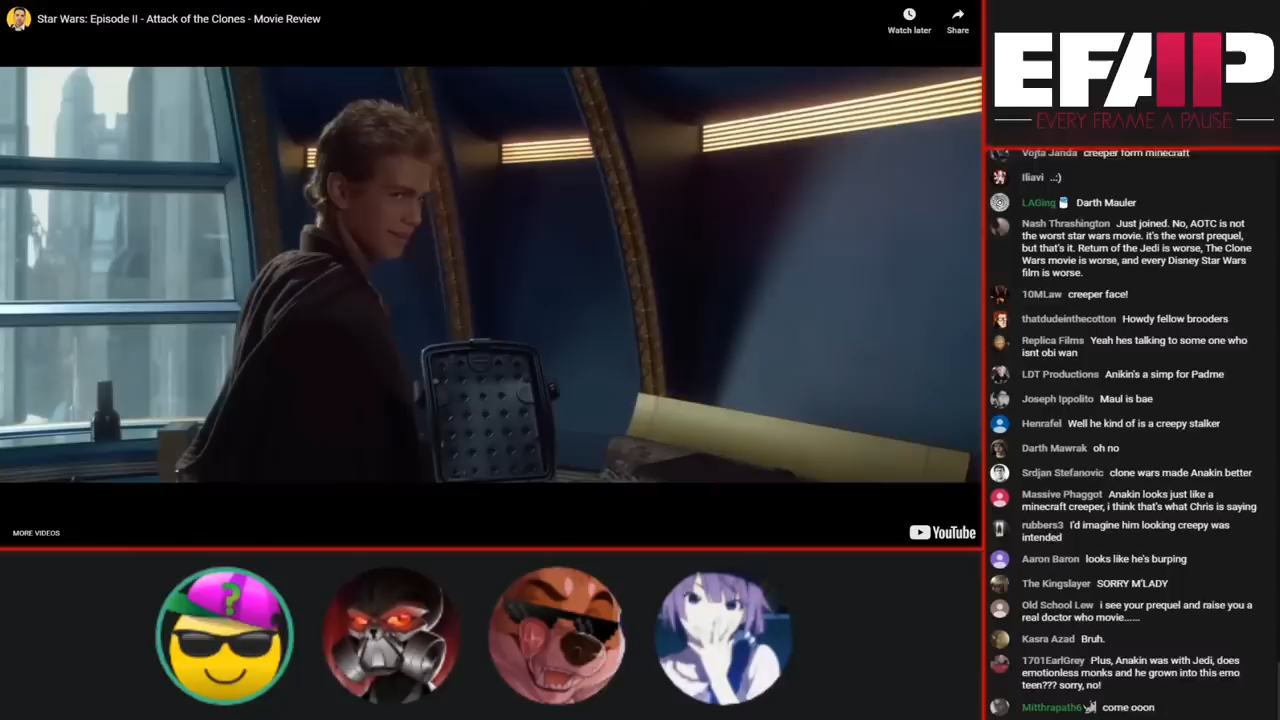 Star Wars: Episode II - Attack of the Clones - Movie Review
Watch later
Share
MORE VIDEOS
YouTube
EFAP
EVERY FRAME A PAUSE
Vojta Janda creeper form minecraft
Iliavi ..:)
LAGing Darth Mauler
Nash Thrashington Just joined. No, AOTC is not
the worst star wars movie. it's the worst prequel,
but that's it. Return of the Jedi is worse, The Clone
Wars movie is worse, and every Disney Star Wars
film is worse.
10MLaw creeper face!
thatdudeinthecotton Howdy fellow brooders
Replica Films Yeah hes talking to some one who
isnt obi wan
LDT Productions Anikin's a simp for Padme
Joseph Ippolito Maul is bae
Henrafel Well he kind of is a creepy stalker
Darth Mawrak oh no
Srdjan Stefanovic clone wars made Anakin better
Massive Phaggot Anakin looks just like a
minecraft creeper, i think that's what Chris is saying
rubbers3 I'd imagine him looking creepy was
intended
Aaron Baron looks like he's burping
The Kingslayer SORRY M'LADY
Old School Lew i see your prequel and raise you a
real doctor who movie......
Kasra Azad Bruh.
1701EarlGrey Plus, Anakin was with Jedi, does
emotionless monks and he grown into this emo
teen??? sorry, no!
Mitthrapath6 come ooon
?